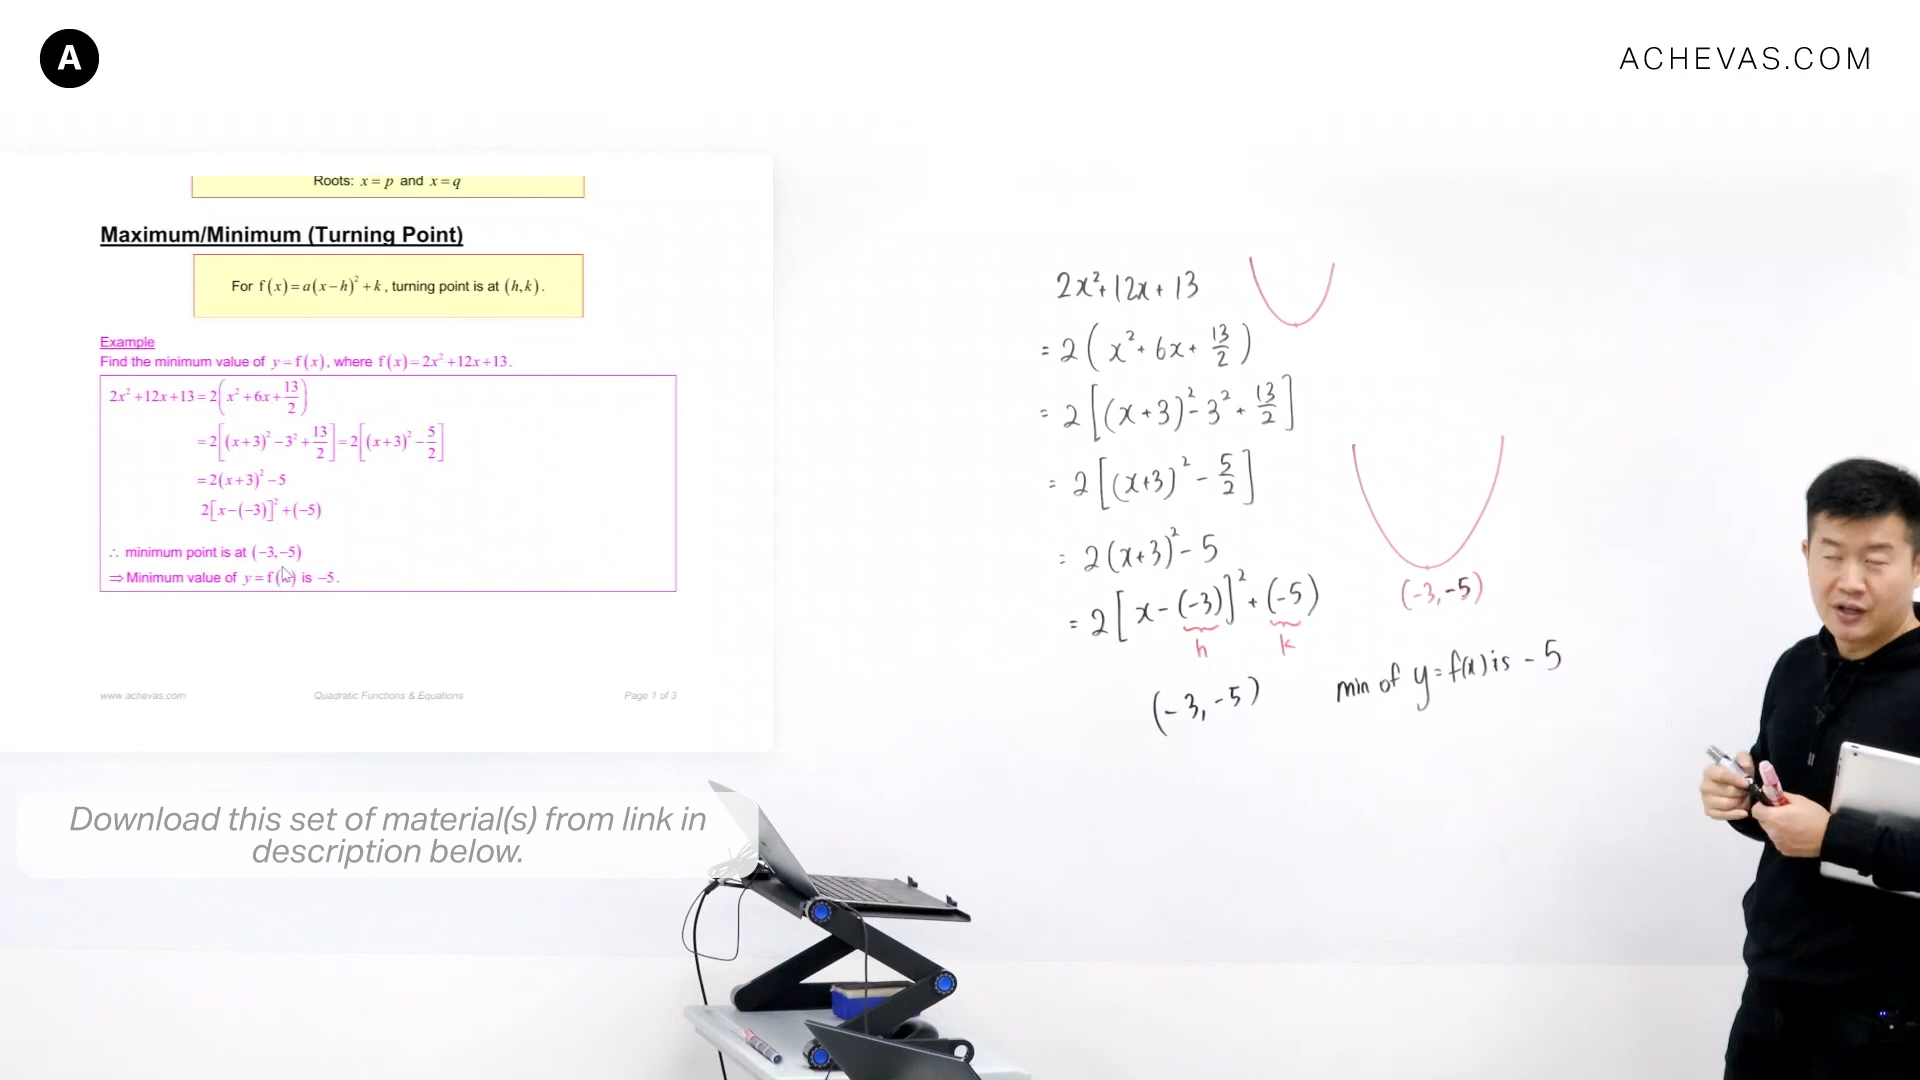 A
ACHEVAS.COM
Roots: x = p and x = q
Maximum/Minimum (Turning Point)
For f(x) = a(x−h)² + k, turning point is at (h,k).
Example
Find the minimum value of y = f(x), where f(x) = 2x² + 12x + 13.
2x² + 12x + 13 = 2(x² + 6x + 13/2)
= 2[(x+3)² − 3² + 13/2] = 2[(x+3)² − 5/2]
= 2(x+3)² − 5
2[x−(−3)]² + (−5)
∴ minimum point is at (−3,−5)
⇒ Minimum value of y = f( ) is −5.
www.achevas.com Quadratic Functions & Equations Page 1 of 3
Download this set of material(s) from link in
description below.
2x² + 12x + 13
= 2(x² + 6x + 13/2)
= 2[(x+3)² − 3² + 13/2]
= 2[(x+3)² − 5/2]
= 2(x+3)² − 5
= 2[x − (−3)]² + (−5)
h k
(−3, −5)
(−3, −5)
min of y = f(x) is −5